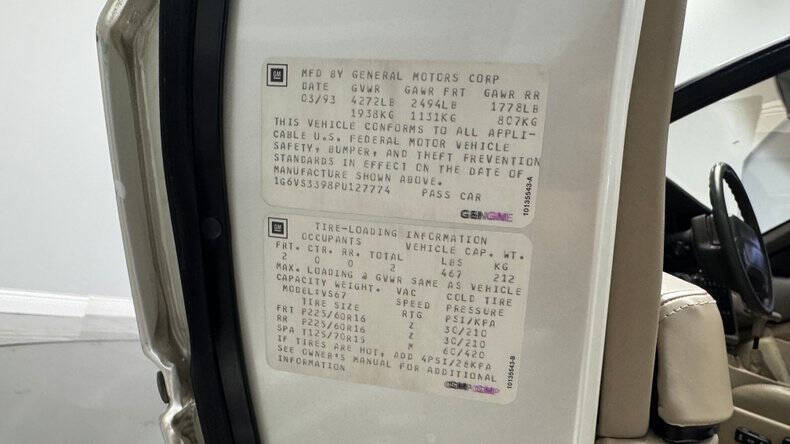 GM
MFD BY GENERAL MOTORS CORP
DATE GVWR GAWR FRT GAWR RR
03/93 4272LB 2494LB 1778LB
1938KG 1131KG 807KG
THIS VEHICLE CONFORMS TO ALL APPLI-
CABLE U.S. FEDERAL MOTOR VEHICLE
SAFETY, BUMPER, AND THEFT PREVENTION
STANDARDS IN EFFECT ON THE DATE OF
MANUFACTURE SHOWN ABOVE.
1G6VS3398PU127774 PASS CAR
10135543-A
GM
TIRE-LOADING INFORMATION
OCCUPANTS VEHICLE CAP. WT.
FRT. CTR. RR. TOTAL LBS KG
2 0 0 2 467 212
MAX. LOADING & GVWR SAME AS VEHICLE
CAPACITY WEIGHT. VAC COLD TIRE
MODEL:VS67 SPEED PRESSURE
TIRE SIZE RTG PSI/KPA
FRT P225/60R16 Z 30/210
RR P225/60R16 Z 30/210
SPA T125/70R15 M 60/420
IF TIRES ARE HOT, ADD 4PSI/28KPA
SEE OWNER'S MANUAL FOR ADDITIONAL
INFORMATION
10135543-B